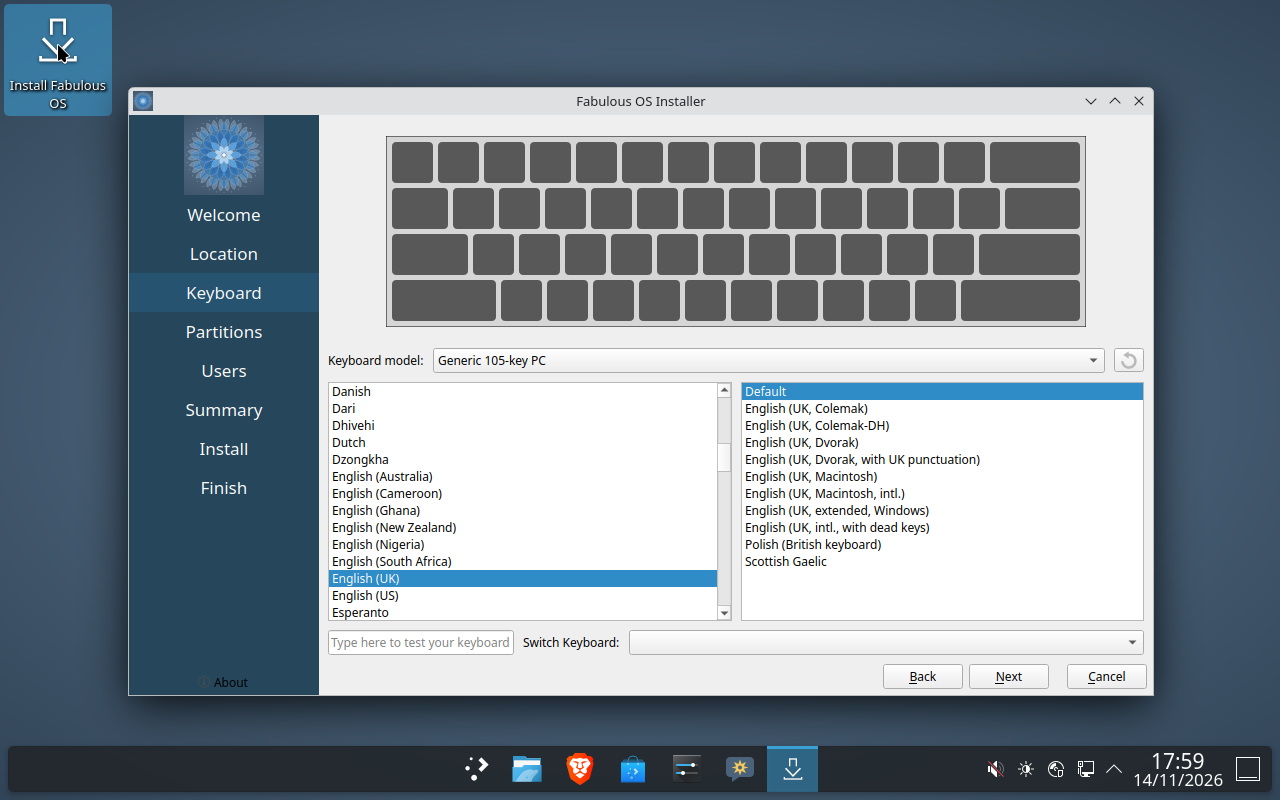 Install Fabulous
OS
Fabulous OS Installer
Welcome
Location
Keyboard
Partitions
Users
Summary
Install
Finish
About
Keyboard model: Generic 105-key PC
Danish
Dari
Dhivehi
Dutch
Dzongkha
English (Australia)
English (Cameroon)
English (Ghana)
English (New Zealand)
English (Nigeria)
English (South Africa)
English (UK)
English (US)
Esperanto
Default
English (UK, Colemak)
English (UK, Colemak-DH)
English (UK, Dvorak)
English (UK, Dvorak, with UK punctuation)
English (UK, Macintosh)
English (UK, Macintosh, intl.)
English (UK, extended, Windows)
English (UK, intl., with dead keys)
Polish (British keyboard)
Scottish Gaelic
Type here to test your keyboard
Switch Keyboard:
Back
Next
Cancel
17:59
14/11/2026